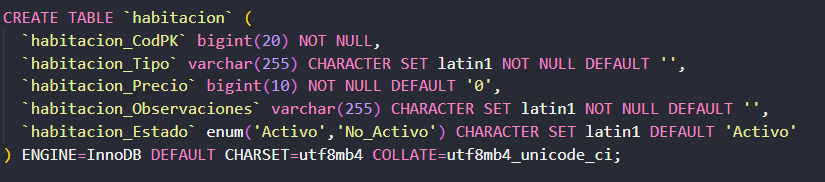 CREATE TABLE `habitacion` (
  `habitacion_CodPK` bigint(20) NOT NULL,
  `habitacion_Tipo` varchar(255) CHARACTER SET latin1 NOT NULL DEFAULT '',
  `habitacion_Precio` bigint(10) NOT NULL DEFAULT '0',
  `habitacion_Observaciones` varchar(255) CHARACTER SET latin1 NOT NULL DEFAULT '',
  `habitacion_Estado` enum('Activo','No_Activo') CHARACTER SET latin1 DEFAULT 'Activo'
) ENGINE=InnoDB DEFAULT CHARSET=utf8mb4 COLLATE=utf8mb4_unicode_ci;